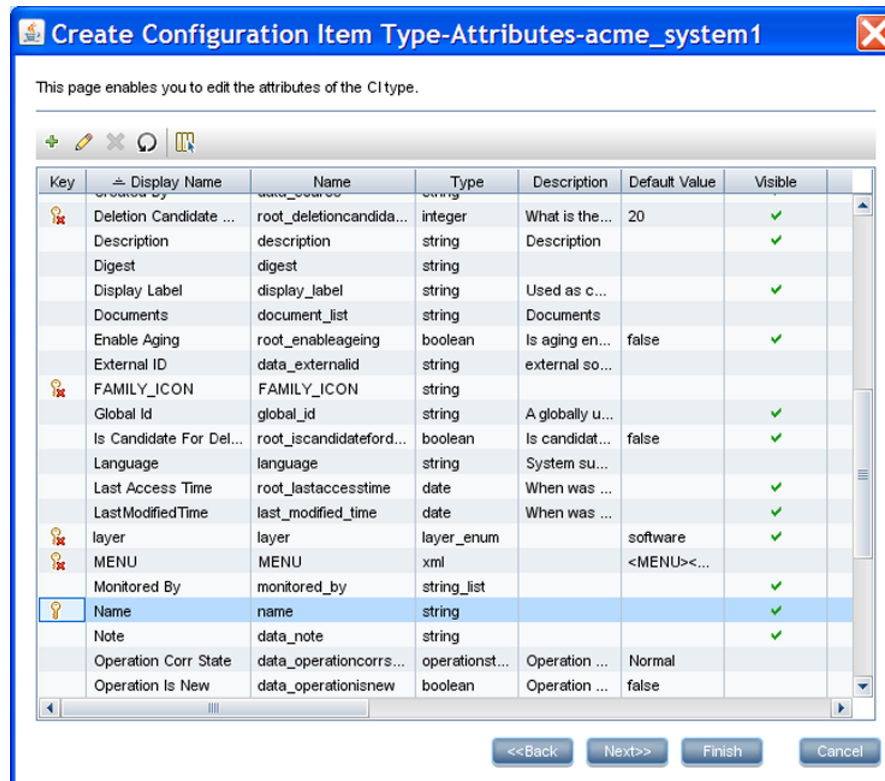 Create Configuration Item Type-Attributes-acme_system1
This page enables you to edit the attributes of the CI type.
Key Display Name Name Type Description Default Value Visible
Deletion Candidate ... root_deletioncandida... integer What is the... 20
Description description string Description
Digest digest string
Display Label display_label string Used as c...
Documents document_list string Documents
Enable Aging root_enableageing boolean Is aging en... false
External ID data_externalid string external so...
FAMILY_ICON FAMILY_ICON string
Global Id global_id string A globally u...
Is Candidate For Del... root_iscandidateford... boolean Is candidat... false
Language language string System su...
Last Access Time root_lastaccesstime date When was ...
LastModifiedTime last_modified_time date When was ...
layer layer layer_enum software
MENU MENU xml <MENU><...
Monitored By monitored_by string_list
Name name string
Note data_note string
Operation Corr State data_operationcorrs... operationst... Operation ... Normal
Operation Is New data_operationisnew boolean Operation ... false
<<Back Next>> Finish Cancel